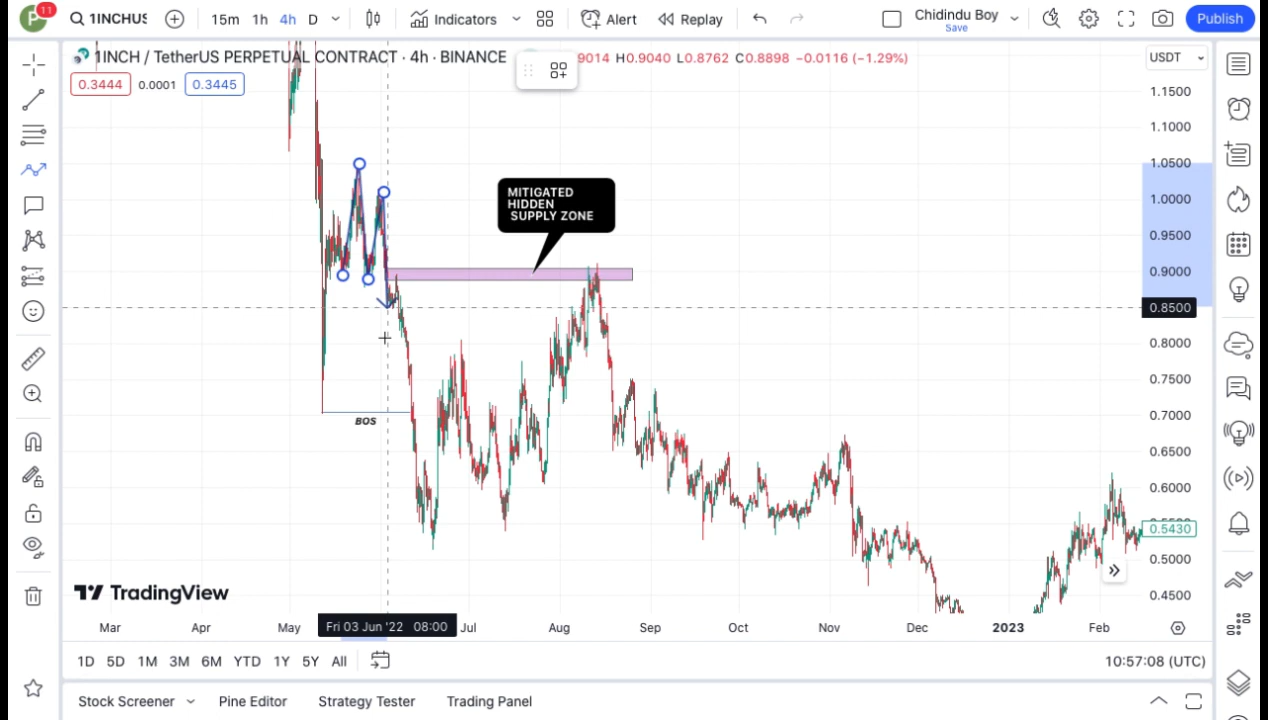 P
11
1INCHUS
15m 1h 4h D
Indicators
Alert
Replay
Chidindu Boy
Save
Publish
1INCH / TetherUS PERPETUAL CONTRACT · 4h · BINANCE
9014 H0.9040 L0.8762 C0.8898 −0.0116 (−1.29%)
USDT
0.3444 0.0001 0.3445
1.1500
1.1000
1.0500
1.0000
0.9500
0.9000
0.8500
0.8000
0.7500
0.7000
0.6500
0.6000
0.5430
0.5000
0.4500
MITIGATED
HIDDEN
SUPPLY ZONE
BOS
TradingView
Mar Apr May Fri 03 Jun '22 08:00 Jul Aug Sep Oct Nov Dec 2023 Feb
1D 5D 1M 3M 6M YTD 1Y 5Y All
10:57:08 (UTC)
Stock Screener Pine Editor Strategy Tester Trading Panel